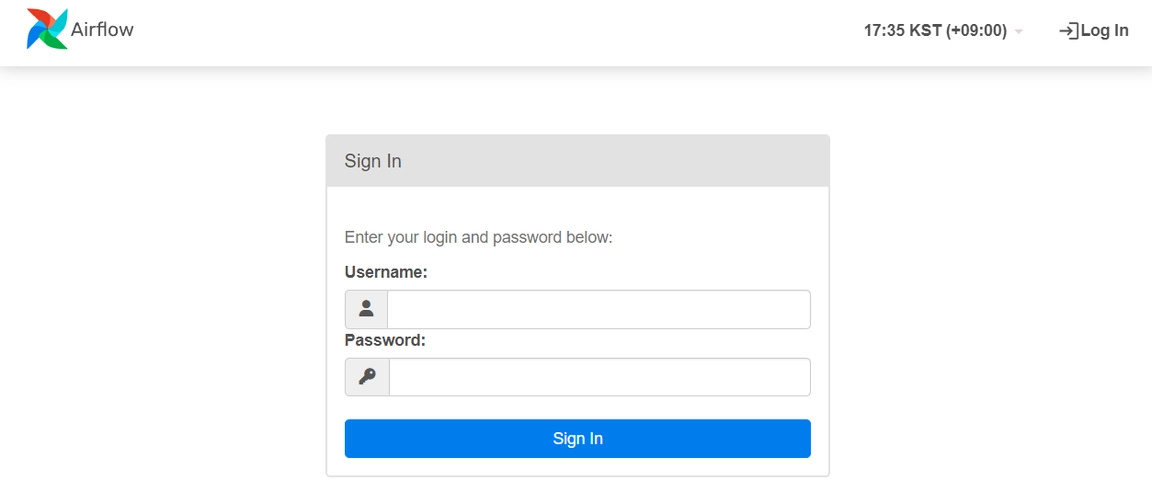 Airflow
17:35 KST (+09:00)
Log In
Sign In
Enter your login and password below:
Username:
Password:
Sign In